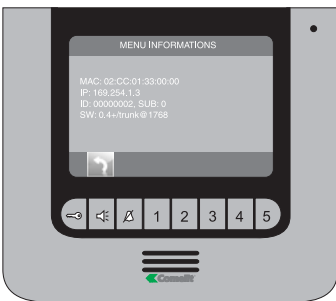 MENU INFORMATIONS
MAC: 02:CC:01:33:00:00
IP: 169.254.1.3
ID: 00000002, SUB: 0
SW: 0.4+/trunk@1768
1 2 3 4 5
Comelit